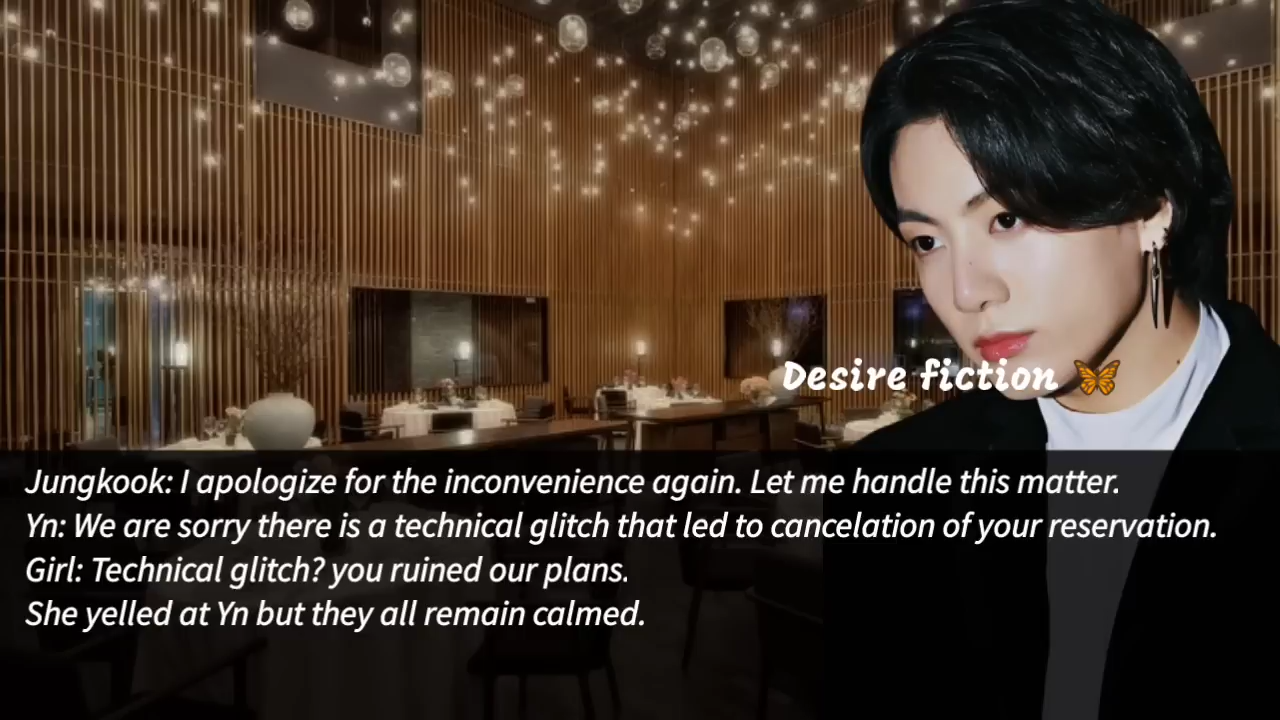 Desire fiction 🦋
Jungkook: I apologize for the inconvenience again. Let me handle this matter.
Yn: We are sorry there is a technical glitch that led to cancelation of your reservation.
Girl: Technical glitch? you ruined our plans.
She yelled at Yn but they all remain calmed.